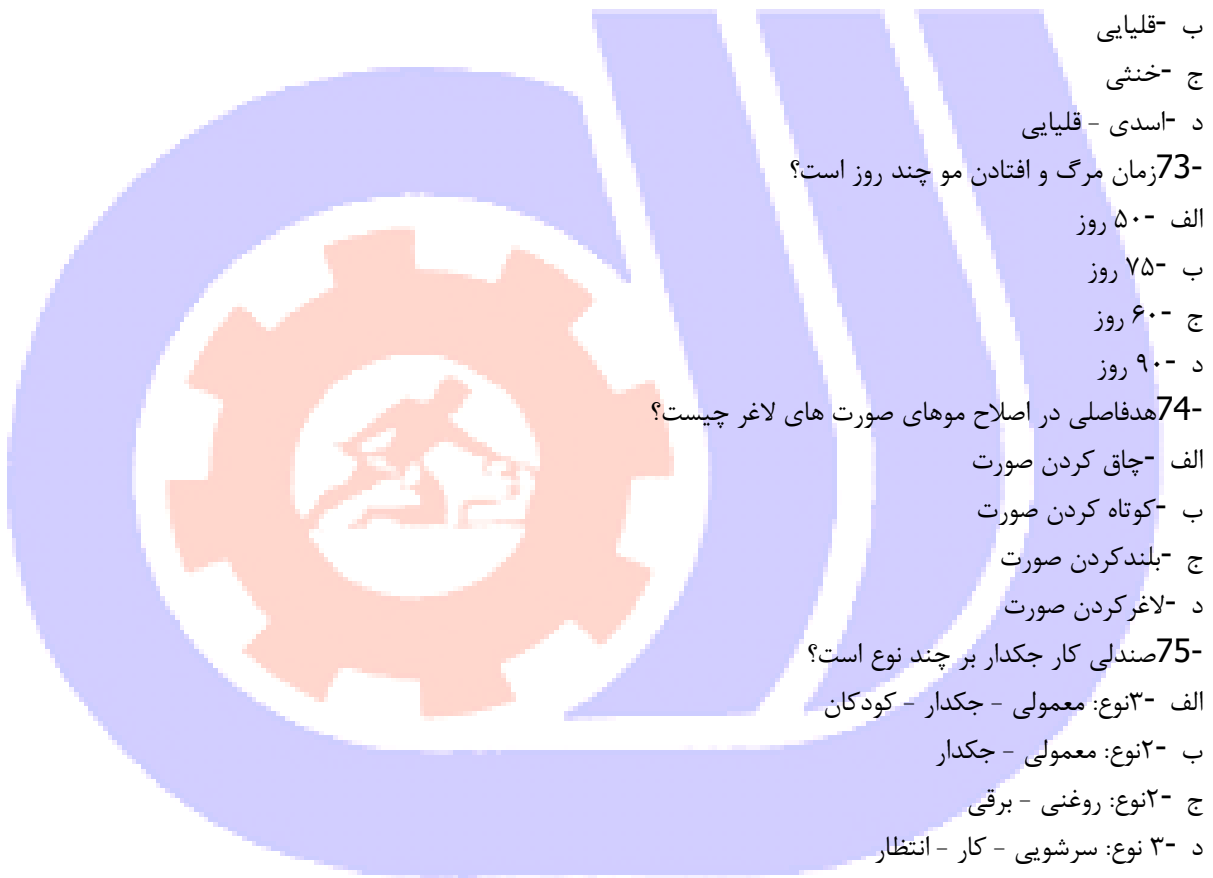 ب -قلیایی
ج -خنثی
د -اسدی - قلیایی
-73زمان مرگ و افتادن مو چند روز است؟
الف -۵۰ روز
ب -۷۵ روز
ج -۶۰ روز
د -۹۰ روز
-74هدفاصلی در اصلاح موهای صورت های لاغر چیست؟
الف -چاق کردن صورت
ب -کوتاه کردن صورت
ج -بلندکردن صورت
د -لاغرکردن صورت
-75صندلی کار جکدار بر چند نوع است؟
الف -۳نوع: معمولی - جکدار - کودکان
ب -۲نوع: معمولی - جکدار
ج -۲نوع: روغنی - برقی
د -۳ نوع: سرشویی - کار - انتظار